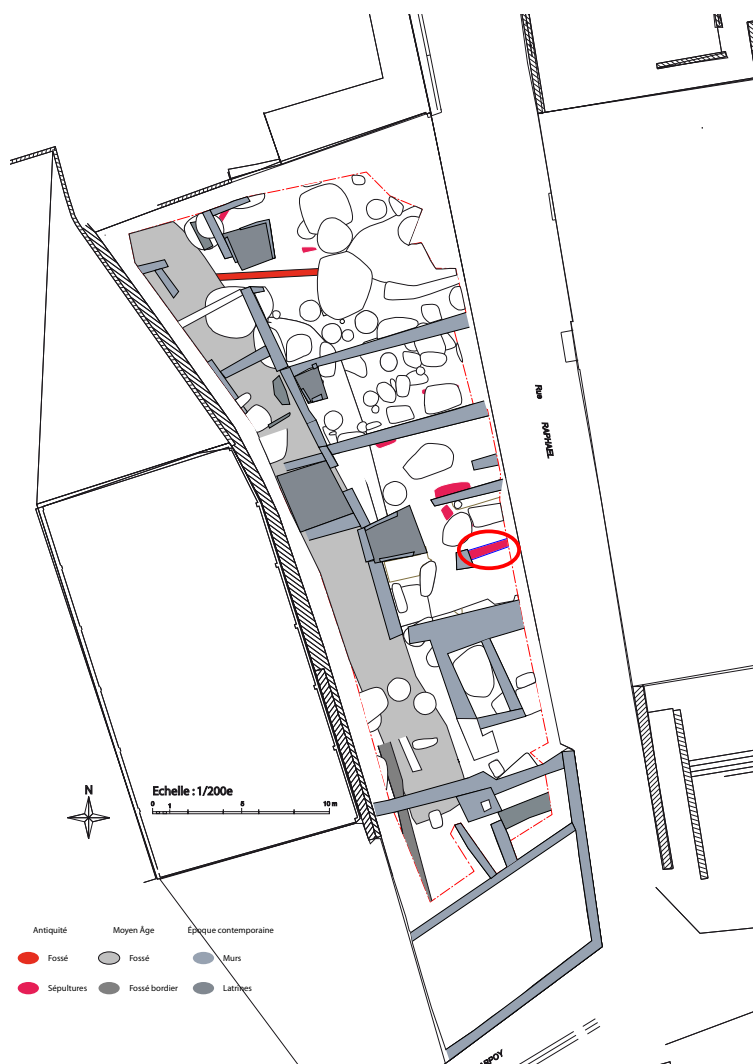 Rue
RAPHAEL
N
Echelle : 1/200e
0 1 5 10 m
Antiquité Moyen Âge Époque contemporaine
Fossé Fossé Murs
Sépultures Fossé bordier Latrines